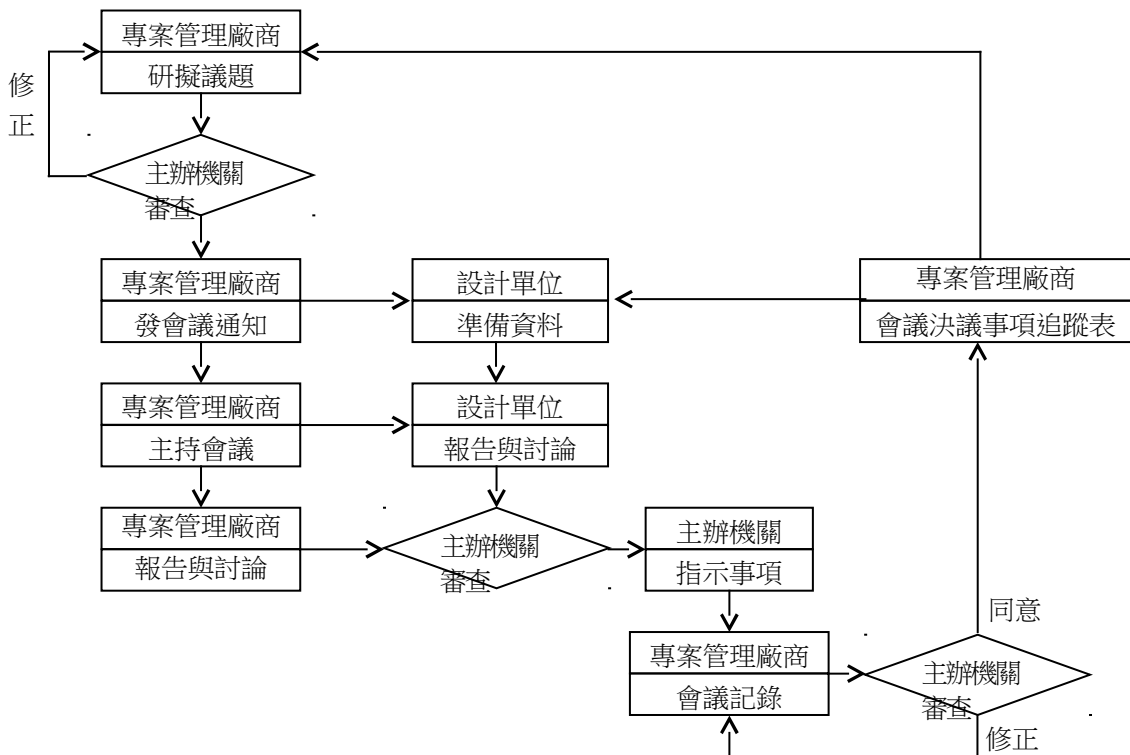 專案管理廠商
研擬議題
修
正
主辦機關
審查
專案管理廠商
發會議通知
設計單位
準備資料
專案管理廠商
會議決議事項追蹤表
專案管理廠商
主持會議
設計單位
報告與討論
專案管理廠商
報告與討論
主辦機關
審查
主辦機關
指示事項
同意
專案管理廠商
會議記錄
主辦機關
審查
修正